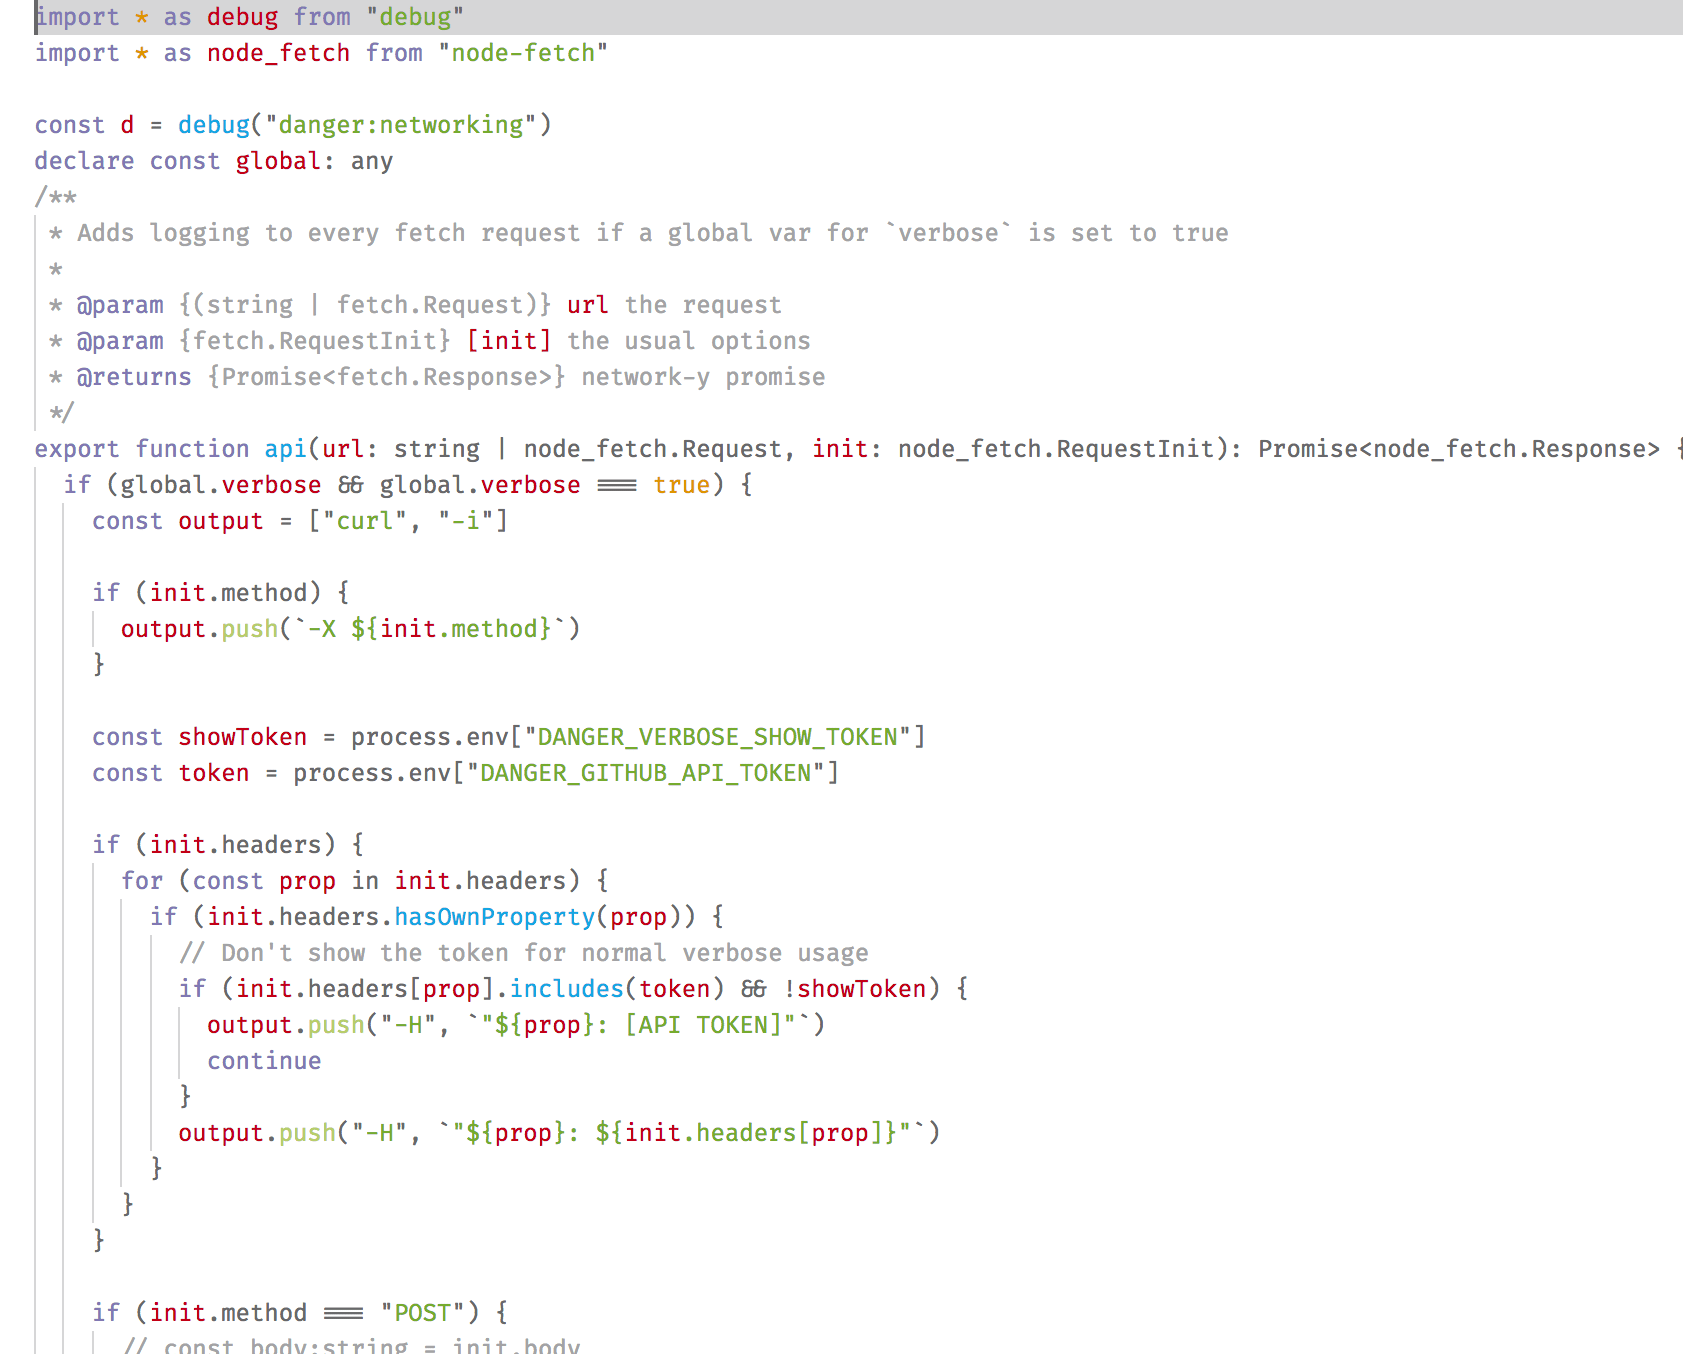 import * as debug from "debug"
import * as node_fetch from "node-fetch"

const d = debug("danger:networking")
declare const global: any
/**
 * Adds logging to every fetch request if a global var for `verbose` is set to true
 *
 * @param {(string | fetch.Request)} url the request
 * @param {fetch.RequestInit} [init] the usual options
 * @returns {Promise<fetch.Response>} network-y promise
 */
export function api(url: string | node_fetch.Request, init: node_fetch.RequestInit): Promise<node_fetch.Response> {
  if (global.verbose && global.verbose === true) {
    const output = ["curl", "-i"]

    if (init.method) {
      output.push(`-X ${init.method}`)
    }

    const showToken = process.env["DANGER_VERBOSE_SHOW_TOKEN"]
    const token = process.env["DANGER_GITHUB_API_TOKEN"]

    if (init.headers) {
      for (const prop in init.headers) {
        if (init.headers.hasOwnProperty(prop)) {
          // Don't show the token for normal verbose usage
          if (init.headers[prop].includes(token) && !showToken) {
            output.push("-H", `"${prop}: [API TOKEN]"`)
            continue
          }
          output.push("-H", `"${prop}: ${init.headers[prop]}"`)
        }
      }
    }

    if (init.method === "POST") {
      // const body:string = init.body